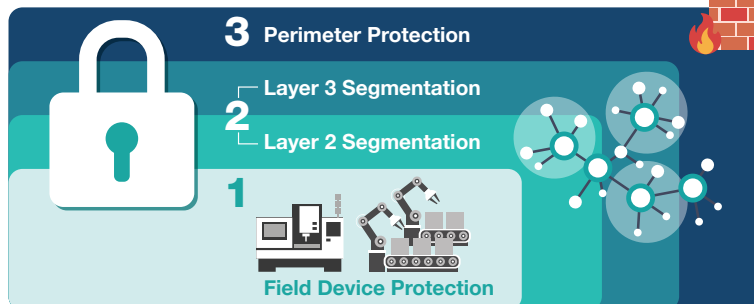 3 Perimeter Protection
Layer 3 Segmentation
2
Layer 2 Segmentation
1
Field Device Protection